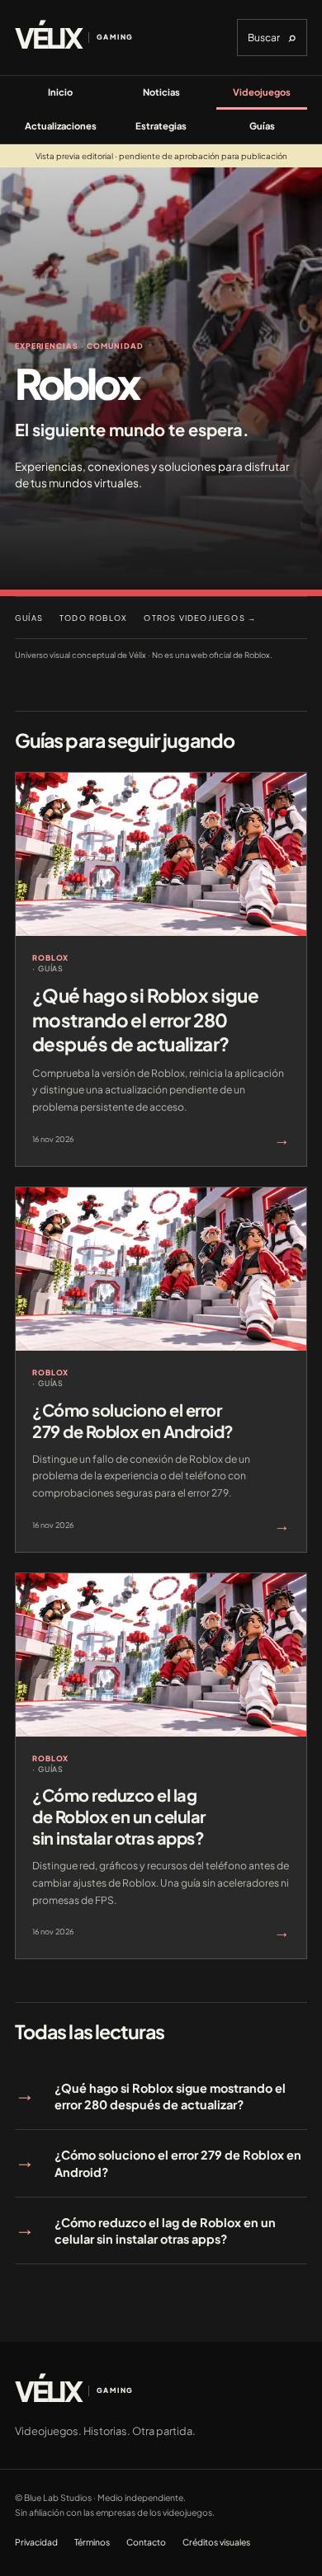 VÉLIX GAMING
Buscar
Inicio Noticias Videojuegos
Actualizaciones Estrategias Guías
Vista previa editorial · pendiente de aprobación para publicación
EXPERIENCIAS · COMUNIDAD
Roblox
El siguiente mundo te espera.
Experiencias, conexiones y soluciones para disfrutar
de tus mundos virtuales.
GUÍAS TODO ROBLOX OTROS VIDEOJUEGOS →
Universo visual conceptual de Vélix · No es una web oficial de Roblox.
Guías para seguir jugando
ROBLOX
· GUÍAS
¿Qué hago si Roblox sigue
mostrando el error 280
después de actualizar?
Comprueba la versión de Roblox, reinicia la aplicación
y distingue una actualización pendiente de un
problema persistente de acceso.
16 nov 2026 →
ROBLOX
· GUÍAS
¿Cómo soluciono el error
279 de Roblox en Android?
Distingue un fallo de conexión de Roblox de un
problema de la experiencia o del teléfono con
comprobaciones seguras para el error 279.
16 nov 2026 →
ROBLOX
· GUÍAS
¿Cómo reduzco el lag
de Roblox en un celular
sin instalar otras apps?
Distingue red, gráficos y recursos del teléfono antes de
cambiar ajustes de Roblox. Una guía sin aceleradores ni
promesas de FPS.
16 nov 2026 →
Todas las lecturas
→ ¿Qué hago si Roblox sigue mostrando el
error 280 después de actualizar?
→ ¿Cómo soluciono el error 279 de Roblox en
Android?
→ ¿Cómo reduzco el lag de Roblox en un
celular sin instalar otras apps?
VÉLIX GAMING
Videojuegos. Historias. Otra partida.
© Blue Lab Studios · Medio independiente.
Sin afiliación con las empresas de los videojuegos.
Privacidad Términos Contacto Créditos visuales